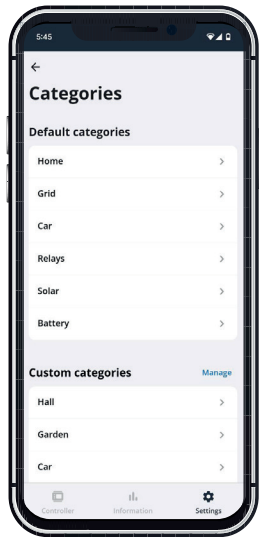 5:45
Categories
Default categories
Home
Grid
Car
Relays
Solar
Battery
Custom categories Manage
Hall
Garden
Car
Controller Information Settings